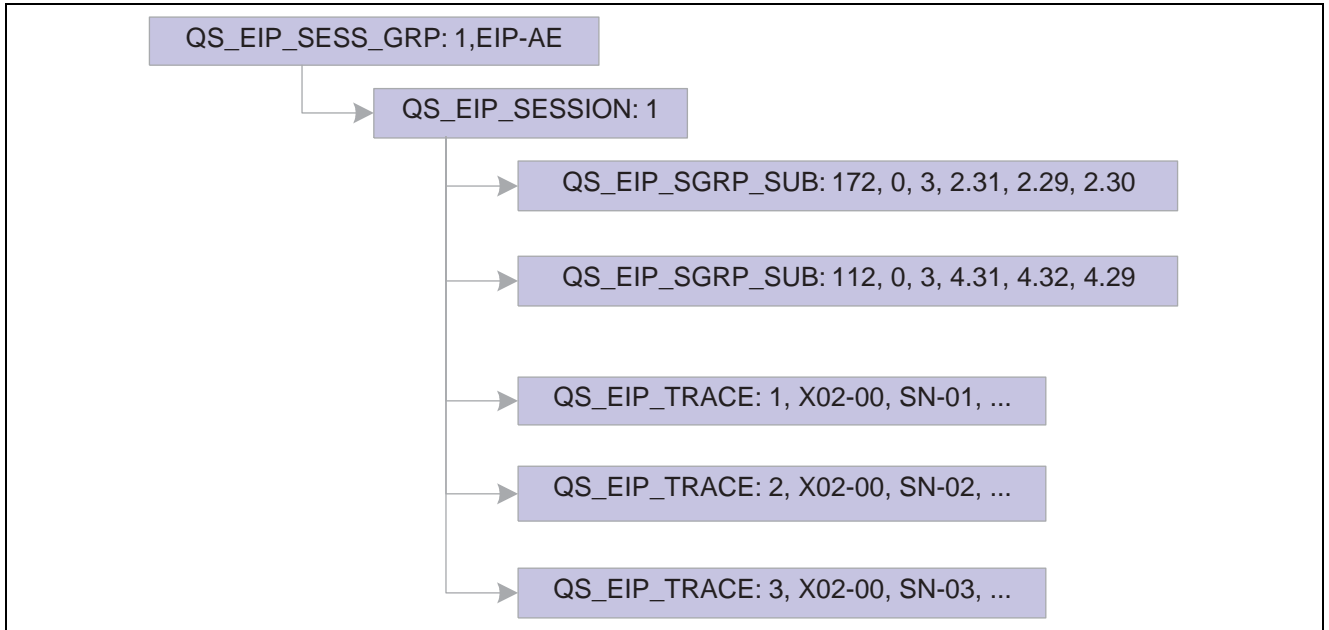 QS_EIP_SESS_GRP: 1,EIP-AE
QS_EIP_SESSION: 1
QS_EIP_SGRP_SUB: 172, 0, 3, 2.31, 2.29, 2.30
QS_EIP_SGRP_SUB: 112, 0, 3, 4.31, 4.32, 4.29
QS_EIP_TRACE: 1, X02-00, SN-01, ...
QS_EIP_TRACE: 2, X02-00, SN-02, ...
QS_EIP_TRACE: 3, X02-00, SN-03, ...